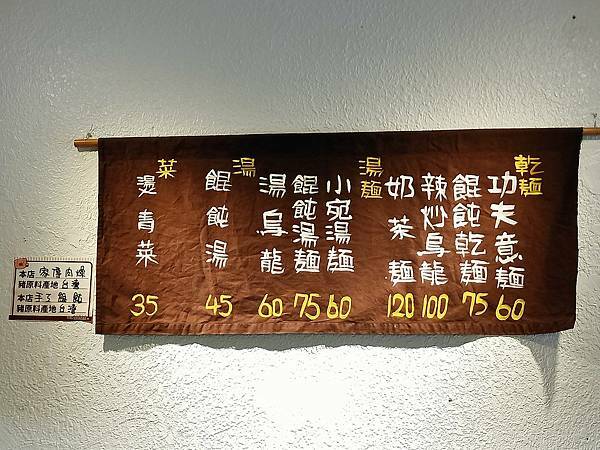 乾麵
功夫意麵
60
餛飩乾麵
75
辣炒烏龍
100
奶茶麵
120
湯麵
小宛湯麵
60
餛飩湯麵
75
湯烏龍
60
湯
餛飩湯
45
菜
燙青菜
35
本店 家傳肉燥
豬原料產地 台灣
本店 手工餛飩
豬原料產地 台灣